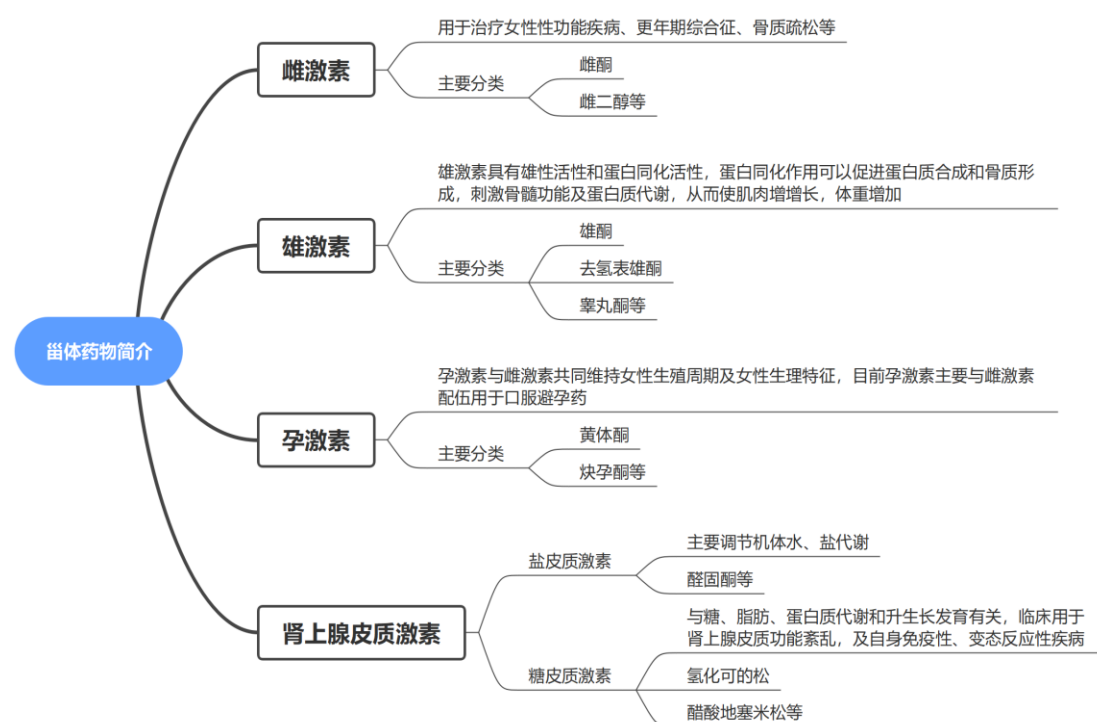 用于治疗女性性功能疾病、更年期综合征、骨质疏松等
雌激素
主要分类
雌酮
雌二醇等
雄激素具有雄性活性和蛋白同化活性，蛋白同化作用可以促进蛋白质合成和骨质形
成，刺激骨髓功能及蛋白质代谢，从而使肌肉增增长，体重增加
雄激素
主要分类
雄酮
去氢表雄酮
睾丸酮等
甾体药物简介
孕激素与雌激素共同维持女性生殖周期及女性生理特征，目前孕激素主要与雌激素
配伍用于口服避孕药
孕激素
主要分类
黄体酮
炔孕酮等
肾上腺皮质激素
盐皮质激素
主要调节机体水、盐代谢
醛固酮等
糖皮质激素
与糖、脂肪、蛋白质代谢和升生长发育有关，临床用于
肾上腺皮质功能紊乱，及自身免疫性、变态反应性疾病
氢化可的松
醋酸地塞米松等